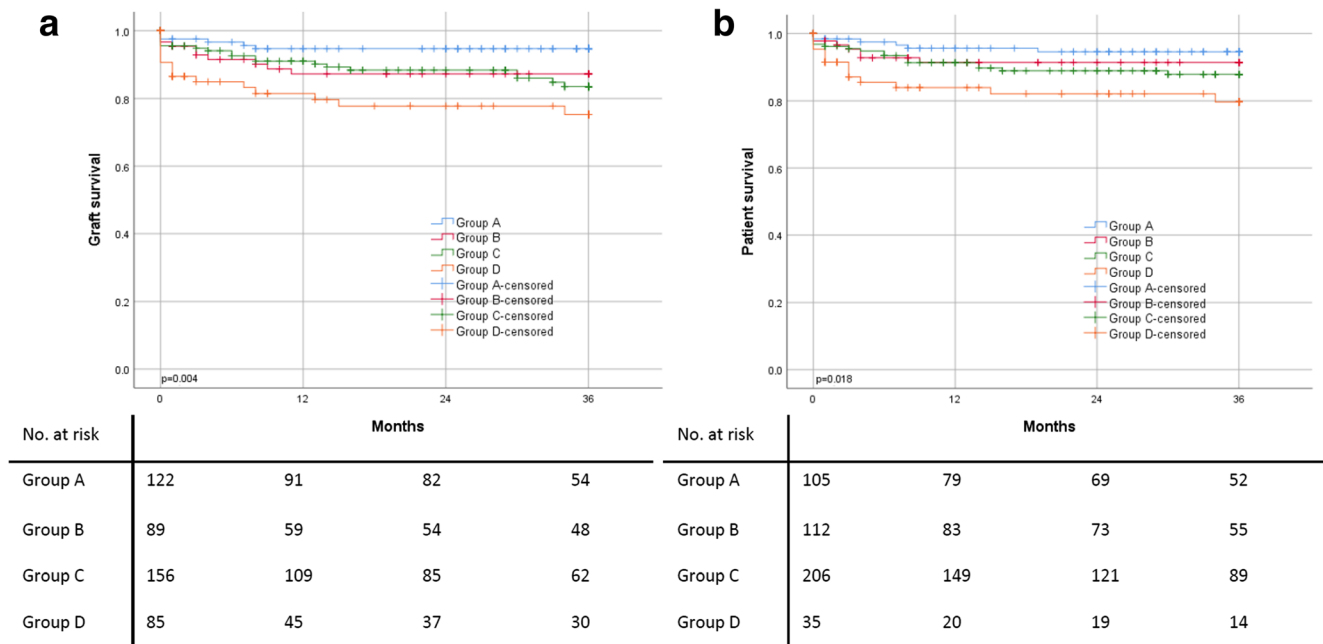 a
1.0
0.8
0.6
0.4
0.2
0.0
Graft survival
Group A
Group B
Group C
Group D
Group A-censored
Group B-censored
Group C-censored
Group D-censored
p=0.004
0 12 24 36
Months
No. at risk
Group A 122 91 82 54
Group B 89 59 54 48
Group C 156 109 85 62
Group D 85 45 37 30
b
1.0
0.8
0.6
0.4
0.2
0.0
Patient survival
Group A
Group B
Group C
Group D
Group A-censored
Group B-censored
Group C-censored
Group D-censored
p=0.018
0 12 24 36
Months
No. at risk
Group A 105 79 69 52
Group B 112 83 73 55
Group C 206 149 121 89
Group D 35 20 19 14